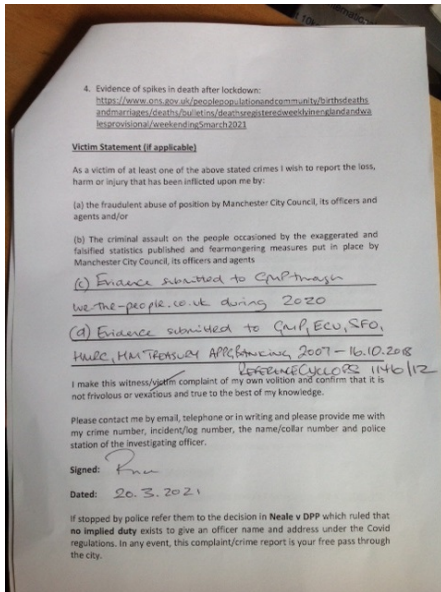 4. Evidence of spikes in death after lockdown:
https://www.ons.gov.uk/peoplepopulationandcommunity/birthsdeaths
andmarriages/deaths/bulletins/deathsregisteredweeklyinenglandandwa
lesprovisional/weekending5march2021
Victim Statement (if applicable)
As a victim of at least one of the above stated crimes I wish to report the loss,
harm or injury that has been inflicted upon me by:
(a) the fraudulent abuse of position by Manchester City Council, its officers and
agents and/or
(b) The criminal assault on the people occasioned by the exaggerated and
falsified statistics published and fearmongering measures put in place by
Manchester City Council, its officers and agents
(c) Evidence submitted to GMP through
we-the-people.co.uk during 2020
(d) Evidence submitted to GMP, ECU, SFO,
HMRC, HM TREASURY APPG BANKING 2007 - 16.10.2018
REFERENCE CYCLOPS 1146/12
I make this witness/victim complaint of my own volition and confirm that it is
not frivolous or vexatious and true to the best of my knowledge.
Please contact me by email, telephone or in writing and please provide me with
my crime number, incident/log number, the name/collar number and police
station of the investigating officer.
Signed:
Dated: 20.3.2021
If stopped by police refer them to the decision in Neale v DPP which ruled that
no implied duty exists to give an officer name and address under the Covid
regulations. In any event, this complaint/crime report is your free pass through
the city.